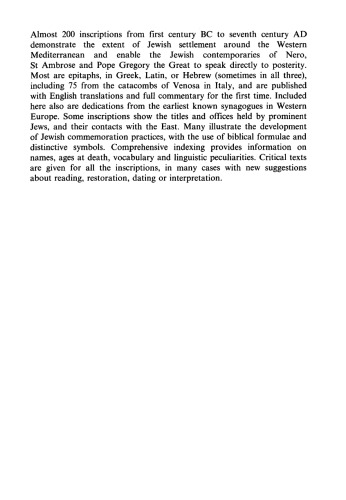 Almost 200 inscriptions from first century BC to seventh century AD
demonstrate the extent of Jewish settlement around the Western
Mediterranean and enable the Jewish contemporaries of Nero,
St Ambrose and Pope Gregory the Great to speak directly to posterity.
Most are epitaphs, in Greek, Latin, or Hebrew (sometimes in all three),
including 75 from the catacombs of Venosa in Italy, and are published
with English translations and full commentary for the first time. Included
here also are dedications from the earliest known synagogues in Western
Europe. Some inscriptions show the titles and offices held by prominent
Jews, and their contacts with the East. Many illustrate the development
of Jewish commemoration practices, with the use of biblical formulae and
distinctive symbols. Comprehensive indexing provides information on
names, ages at death, vocabulary and linguistic peculiarities. Critical texts
are given for all the inscriptions, in many cases with new suggestions
about reading, restoration, dating or interpretation.